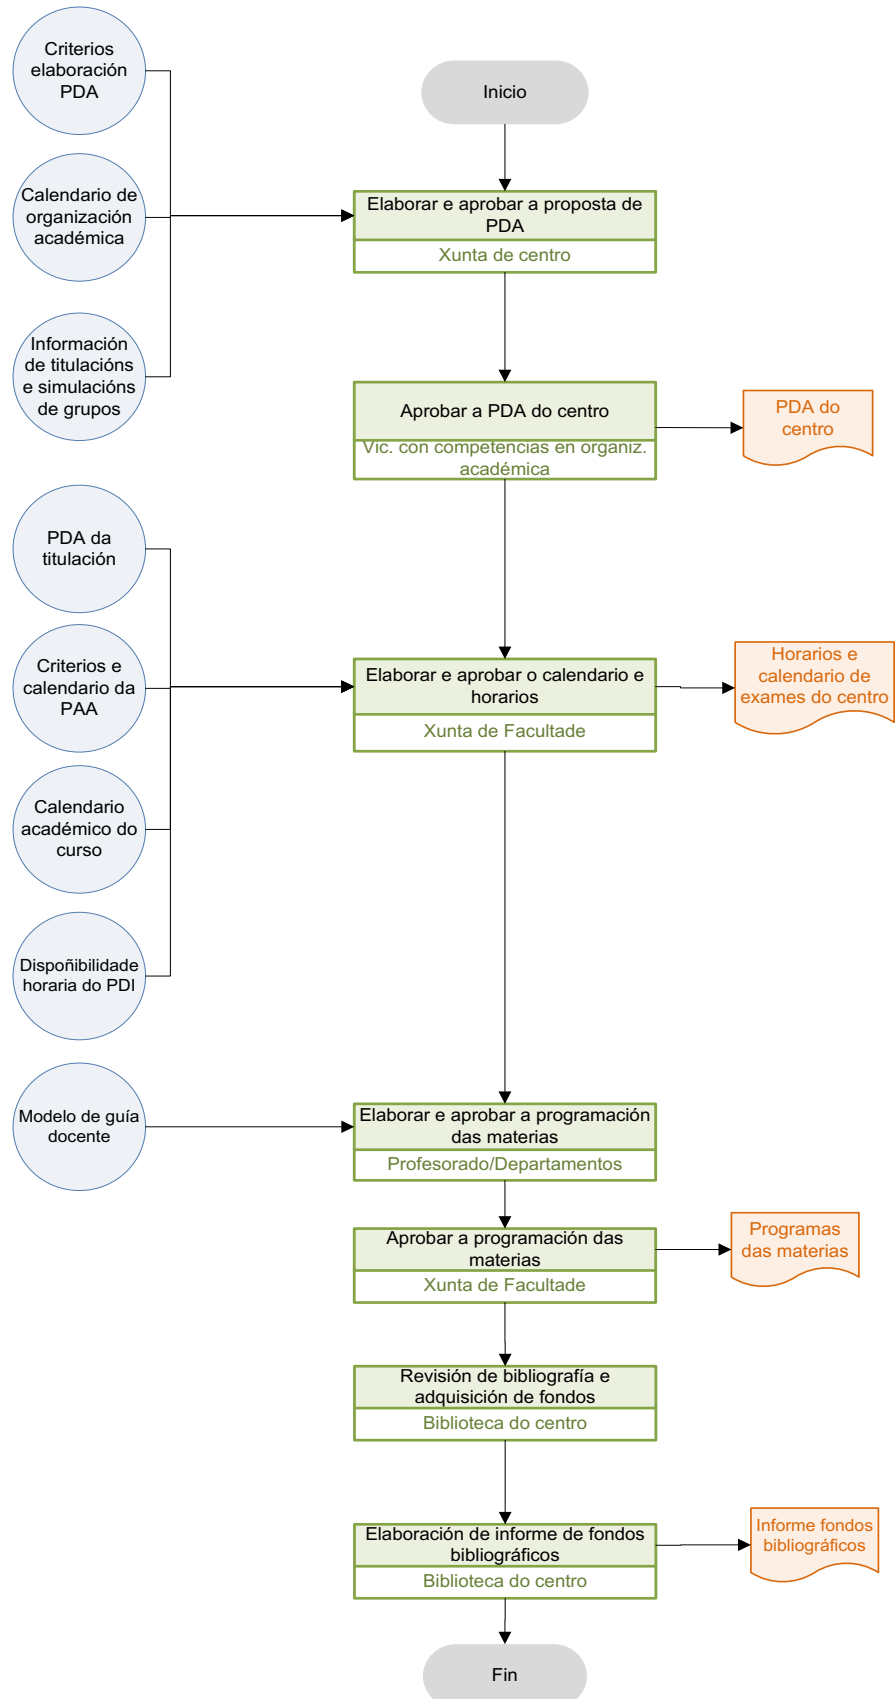 Criterios
elaboración
PDA
Inicio
Calendario de
organización
académica
Elaborar e aprobar a proposta de
PDA
Xunta de centro
Información
de titulacións
e simulacións
de grupos
Aprobar a PDA do centro
Vic. con competencias en organiz.
académica
PDA do
centro
PDA da
titulación
Criterios e
calendario da
PAA
Elaborar e aprobar o calendario e
horarios
Xunta de Facultade
Horarios e
calendario de
exames do centro
Calendario
académico do
curso
Dispoñibilidade
horaria do PDI
Modelo de guía
docente
Elaborar e aprobar a programación
das materias
Profesorado/Departamentos
Aprobar a programación das
materias
Xunta de Facultade
Programas
das materias
Revisión de bibliografía e
adquisición de fondos
Biblioteca do centro
Elaboración de informe de fondos
bibliográficos
Biblioteca do centro
Informe fondos
bibliográficos
Fin